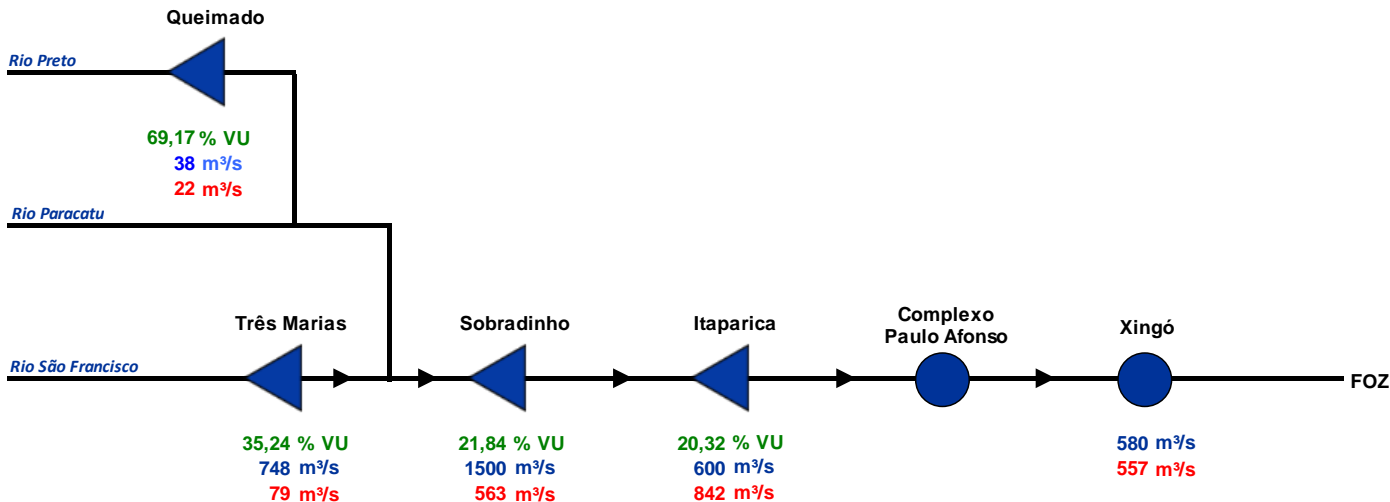 Queimado
Rio Preto
69,17 % VU
38 m³/s
22 m³/s
Rio Paracatu
Três Marias
Sobradinho
Itaparica
Complexo
Paulo Afonso
Xingó
Rio São Francisco
FOZ
35,24 % VU
748 m³/s
79 m³/s
21,84 % VU
1500 m³/s
563 m³/s
20,32 % VU
600 m³/s
842 m³/s
580 m³/s
557 m³/s